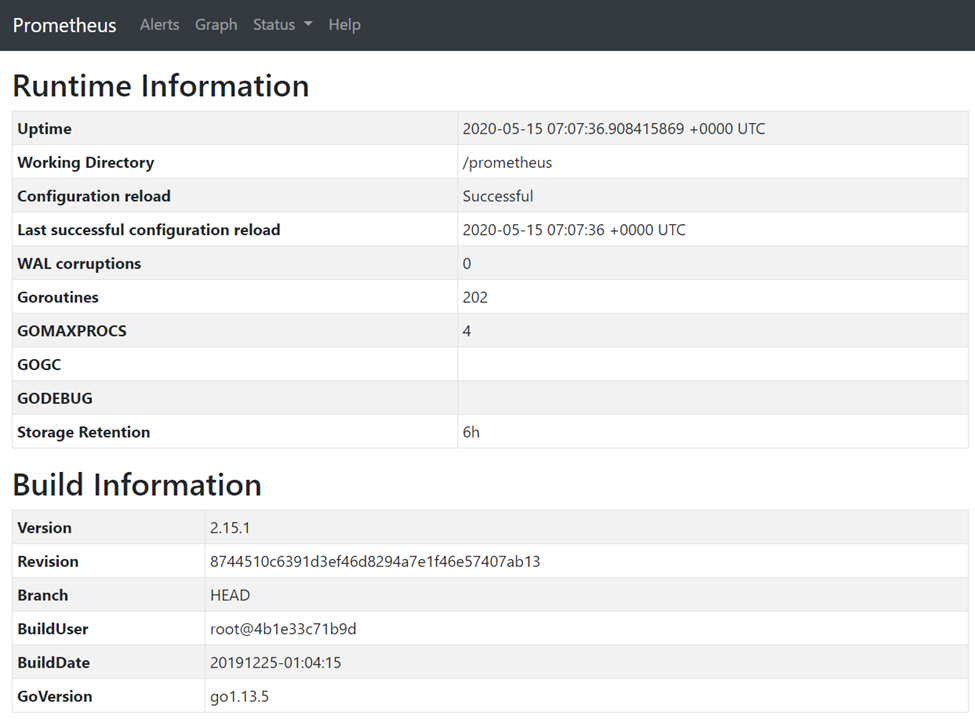 Prometheus Alerts Graph Status Help
Runtime Information
Uptime 2020-05-15 07:07:36.908415869 +0000 UTC
Working Directory /prometheus
Configuration reload Successful
Last successful configuration reload 2020-05-15 07:07:36 +0000 UTC
WAL corruptions 0
Goroutines 202
GOMAXPROCS 4
GOGC
GODEBUG
Storage Retention 6h
Build Information
Version 2.15.1
Revision 8744510c6391d3ef46d8294a7e1f46e57407ab13
Branch HEAD
BuildUser root@4b1e33c71b9d
BuildDate 20191225-01:04:15
GoVersion go1.13.5